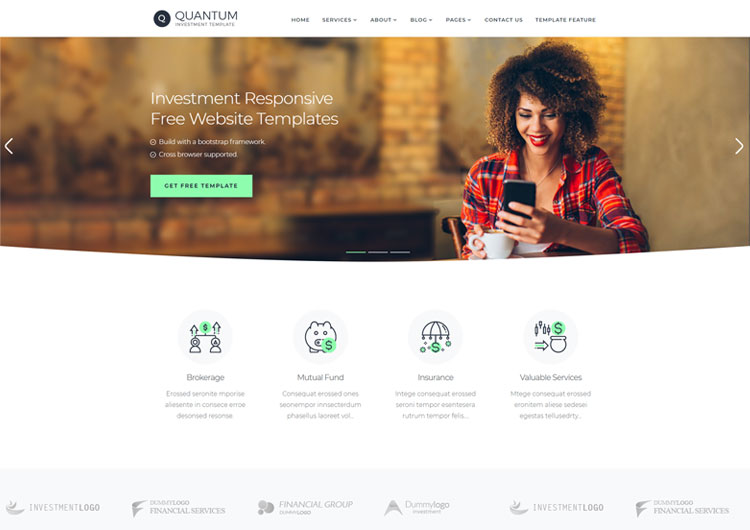 Q QUANTUM
INVESTMENT TEMPLATE
HOME SERVICES ABOUT BLOG PAGES CONTACT US TEMPLATE FEATURE
Investment Responsive
Free Website Templates
Build with a bootstrap framework.
Cross browser supported.
GET FREE TEMPLATE
Brokerage
Erossed seronite mporise
aliesente in consece erroe
desonised resonse.
Mutual Fund
Consequat erossed ones
seonempor innsecterdum
phasellus laoreet vol...
Insurance
Intege consequat erossed
seroni tempor esentesera
rutrum tempor felis....
Valuable Services
Mtege consequat erossed
eronitem aliese sedesei
egestas tellusedrty...
INVESTMENTLOGO
DUMMYLOGO
FINANCIAL SERVICES
FINANCIAL GROUP
DUMMYLOGO
Dummylogo
investment
INVESTMENTLOGO
DUMMYLOGO
FINANCIAL SERVICES